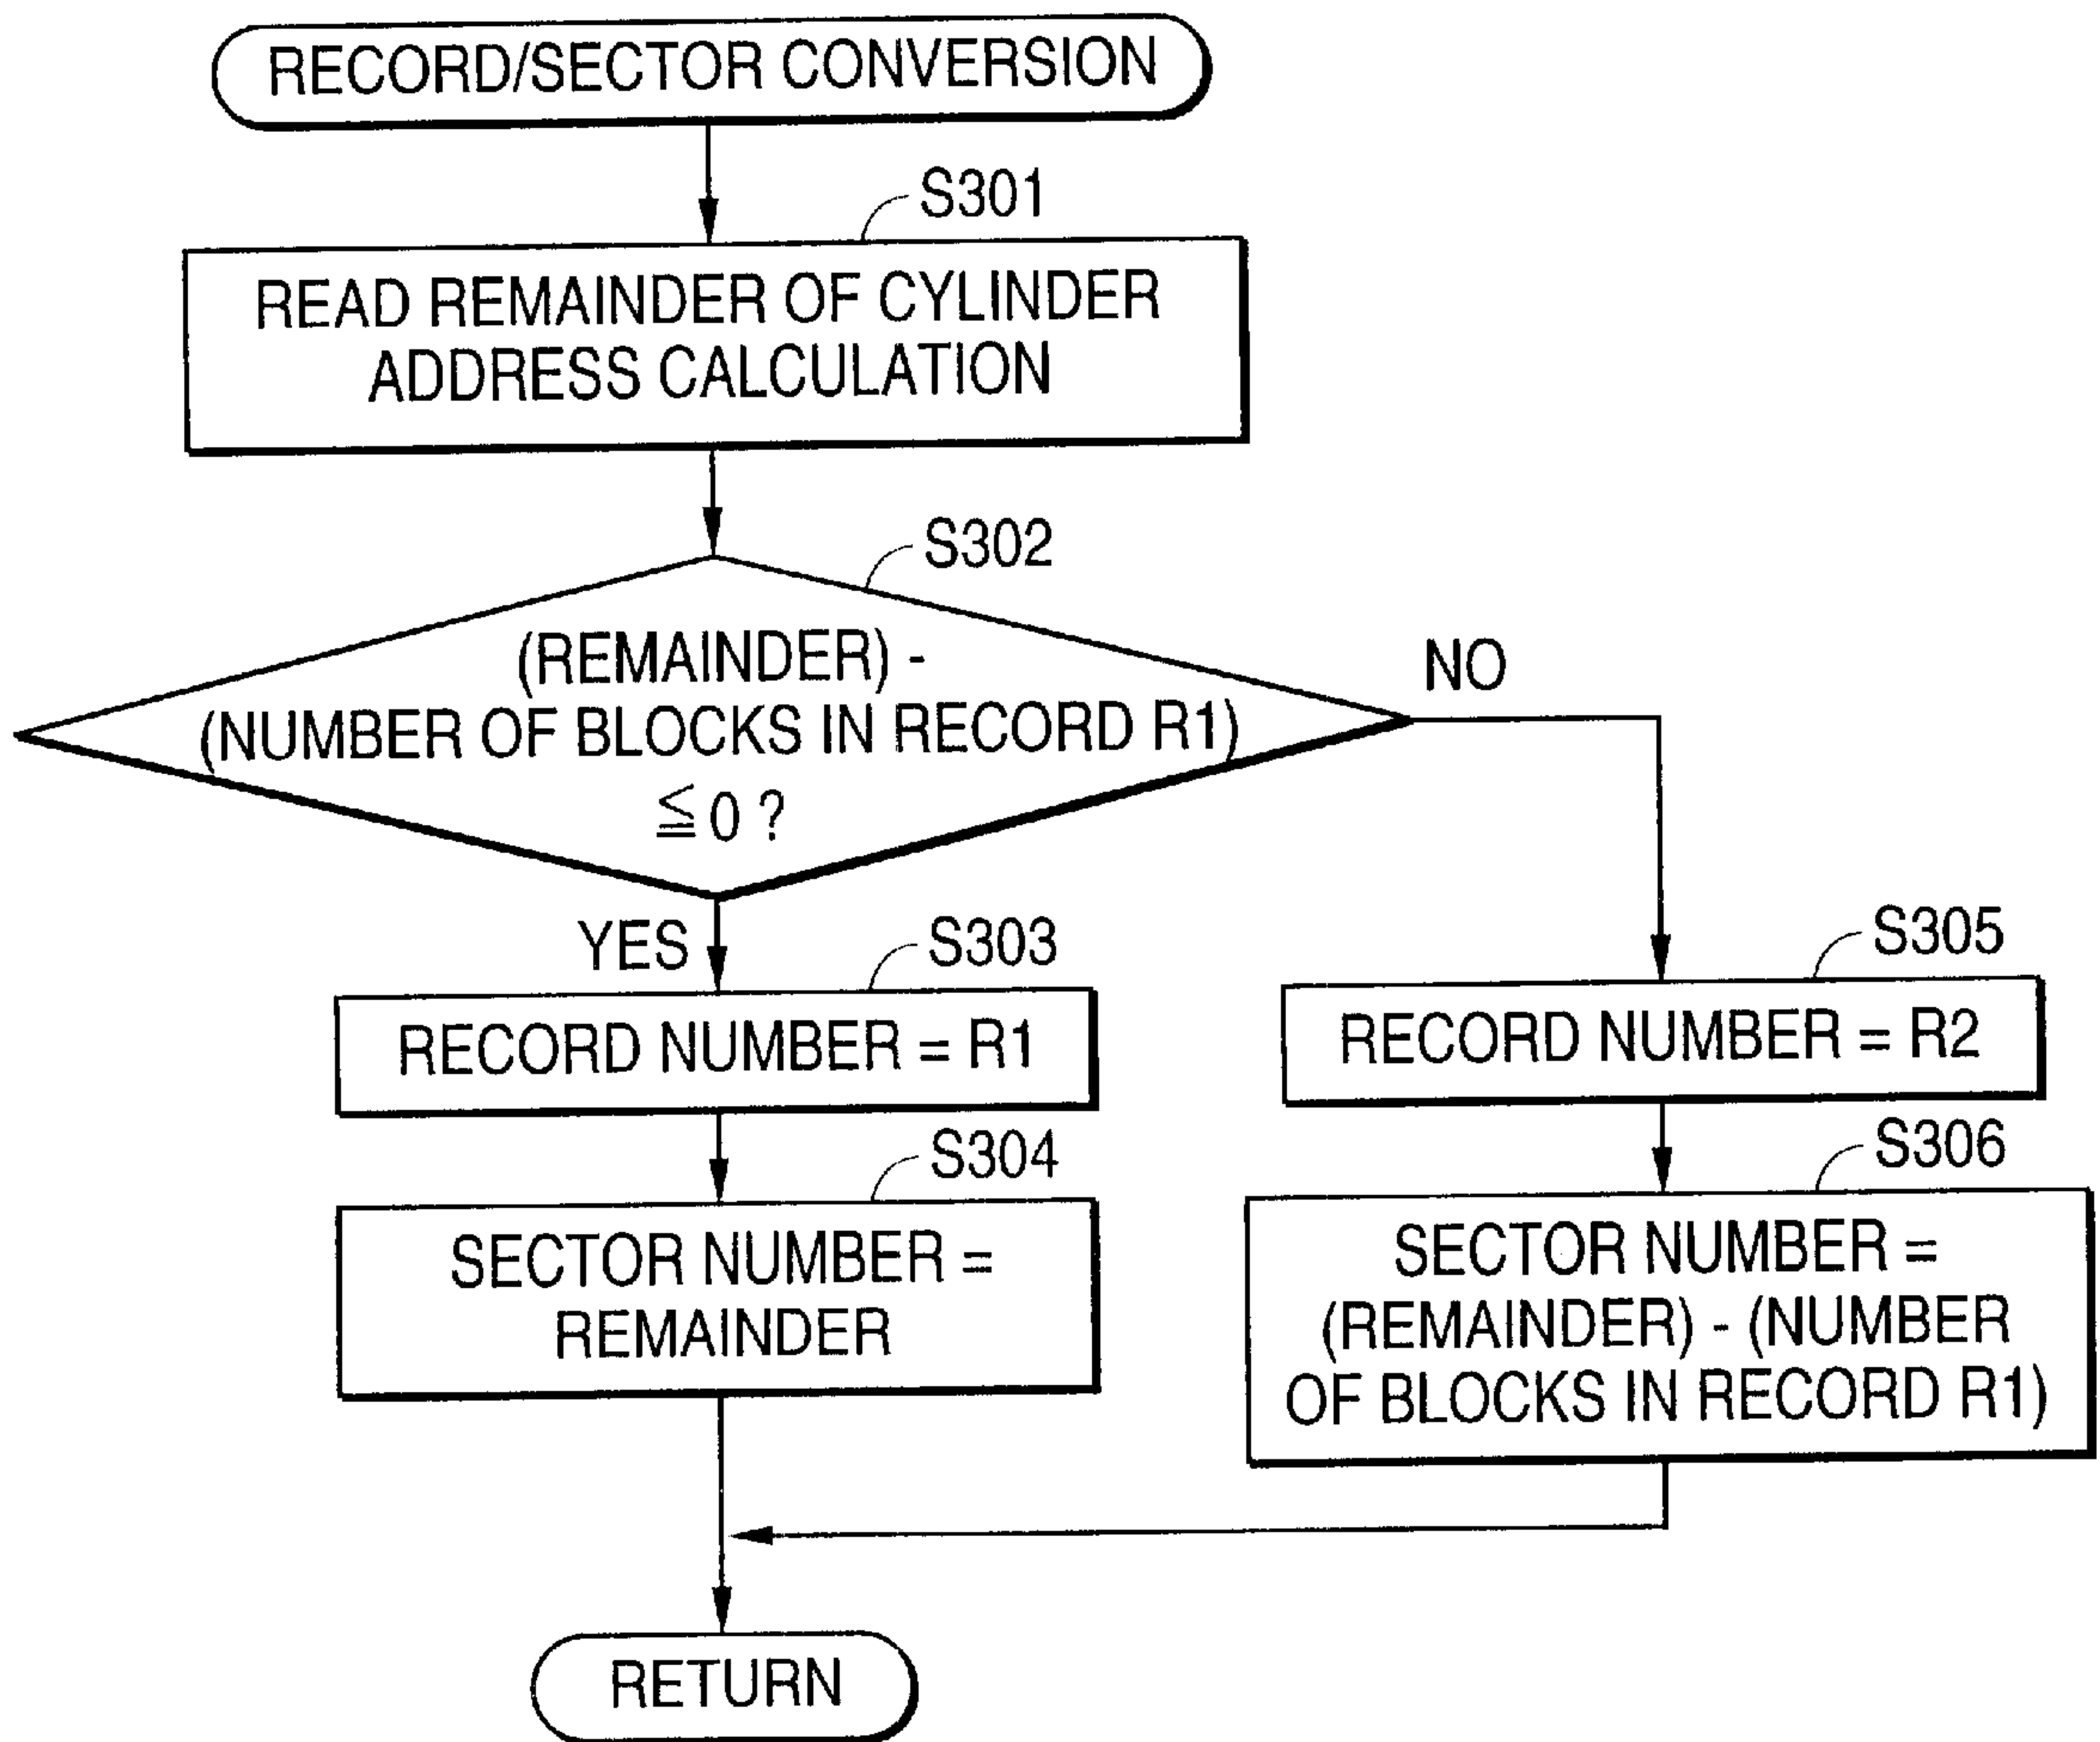 RECORD/SECTOR CONVERSION
S301
READ REMAINDER OF CYLINDER
ADDRESS CALCULATION
S302
(REMAINDER) -
(NUMBER OF BLOCKS IN RECORD R1)
≦ 0 ?
NO
YES
S303
RECORD NUMBER = R1
S304
SECTOR NUMBER =
REMAINDER
S305
RECORD NUMBER = R2
S306
SECTOR NUMBER =
(REMAINDER) - (NUMBER
OF BLOCKS IN RECORD R1)
RETURN